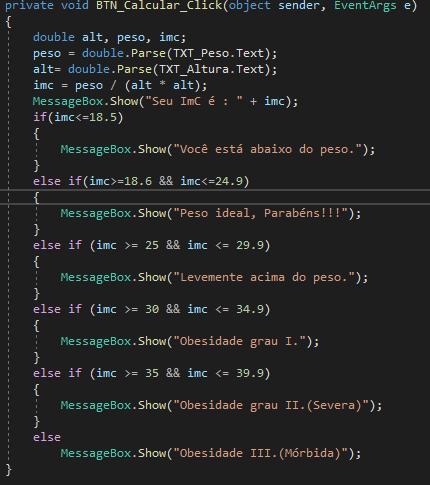 private void BTN_Calcular_Click(object sender, EventArgs e)
{
double alt, peso, imc;
peso = double.Parse(TXT_Peso.Text);
alt= double.Parse(TXT_Altura.Text);
imc = peso / (alt * alt);
MessageBox.Show("Seu ImC é : " + imc);
if(imc<=18.5)
{
MessageBox.Show("Você está abaixo do peso.");
}
else if(imc>=18.6 && imc<=24.9)
{
MessageBox.Show("Peso ideal, Parabéns!!!");
}
else if (imc >= 25 && imc <= 29.9)
{
MessageBox.Show("Levemente acima do peso.");
}
else if (imc >= 30 && imc <= 34.9)
{
MessageBox.Show("Obesidade grau I.");
}
else if (imc >= 35 && imc <= 39.9)
{
MessageBox.Show("Obesidade grau II.(Severa)");
}
else
MessageBox.Show("Obesidade III.(Mórbida)");
}